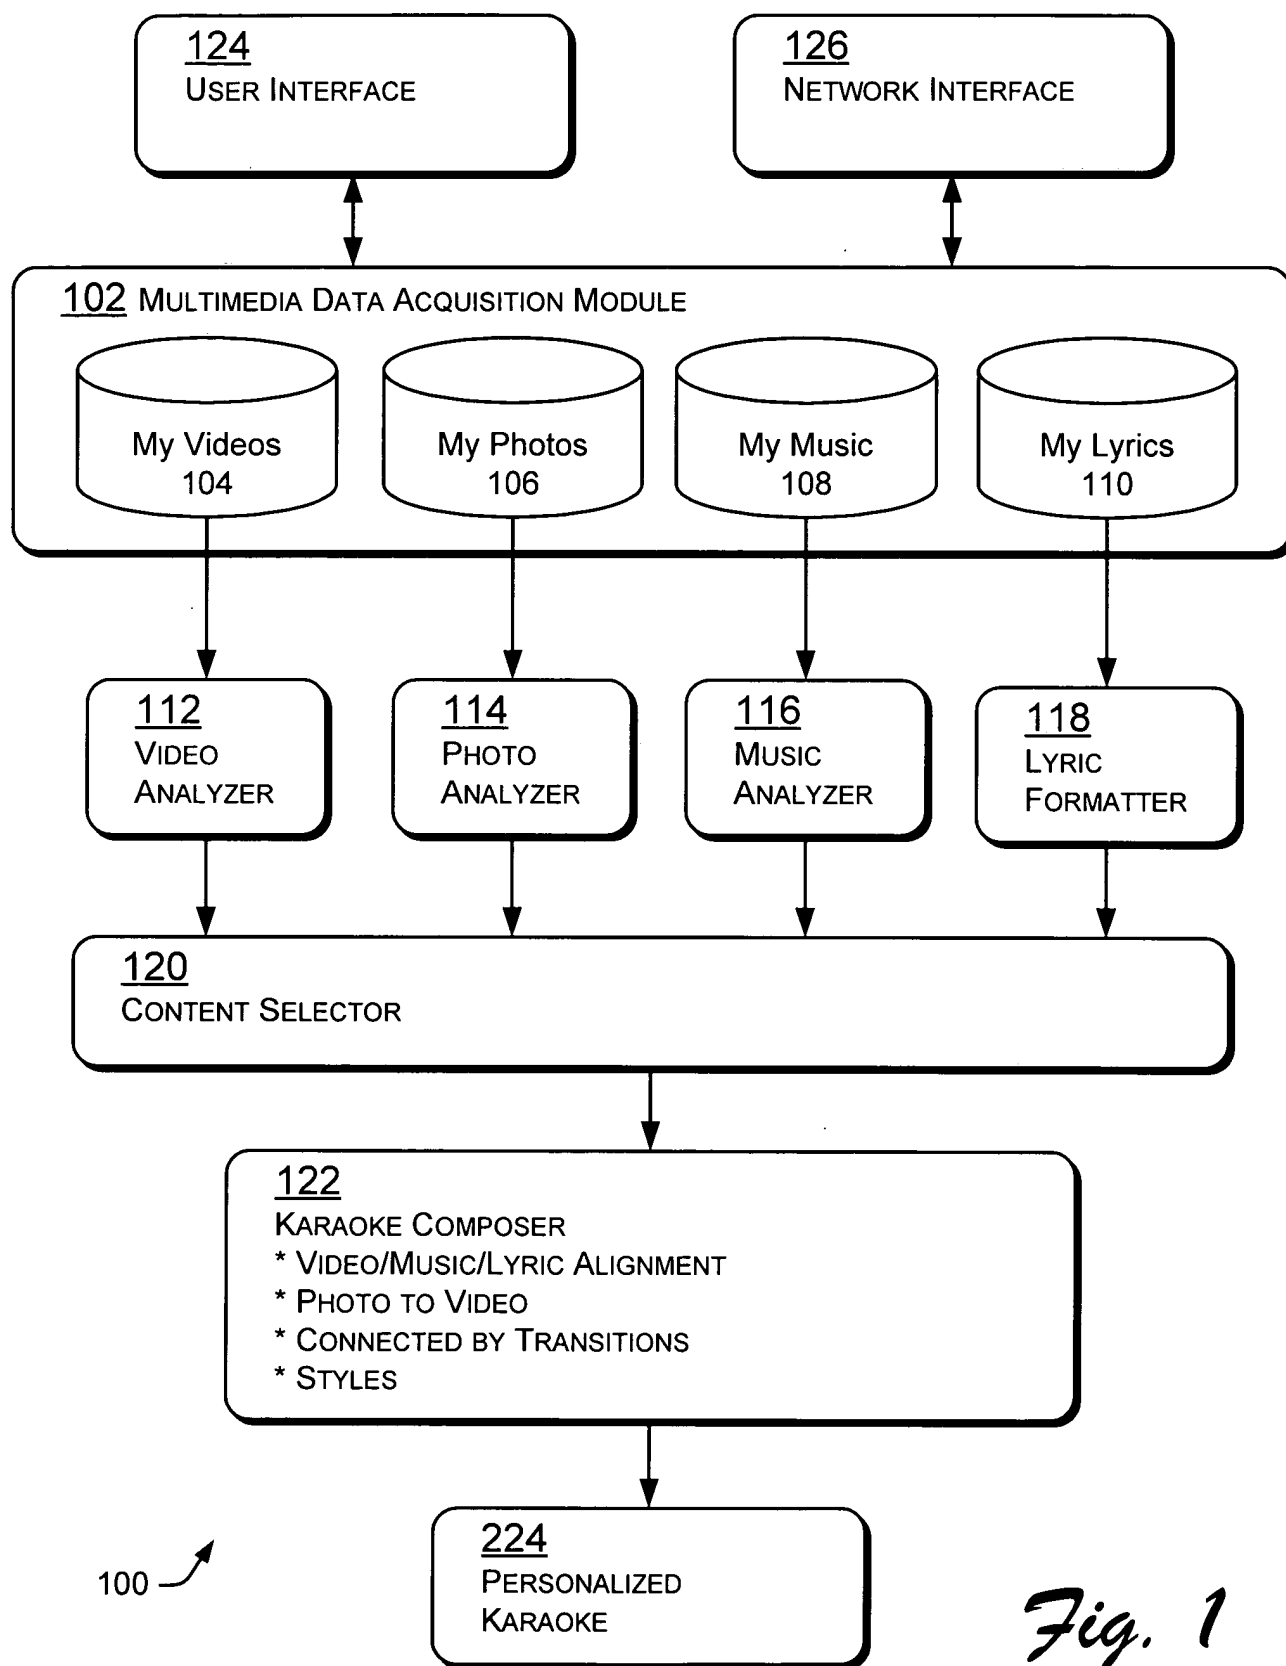 124
USER INTERFACE
126
NETWORK INTERFACE
102 MULTIMEDIA DATA ACQUISITION MODULE
My Videos
104
My Photos
106
My Music
108
My Lyrics
110
112
VIDEO
ANALYZER
114
PHOTO
ANALYZER
116
MUSIC
ANALYZER
118
LYRIC
FORMATTER
120
CONTENT SELECTOR
122
KARAOKE COMPOSER
* VIDEO/MUSIC/LYRIC ALIGNMENT
* PHOTO TO VIDEO
* CONNECTED BY TRANSITIONS
* STYLES
224
PERSONALIZED
KARAOKE
100
Fig. 1